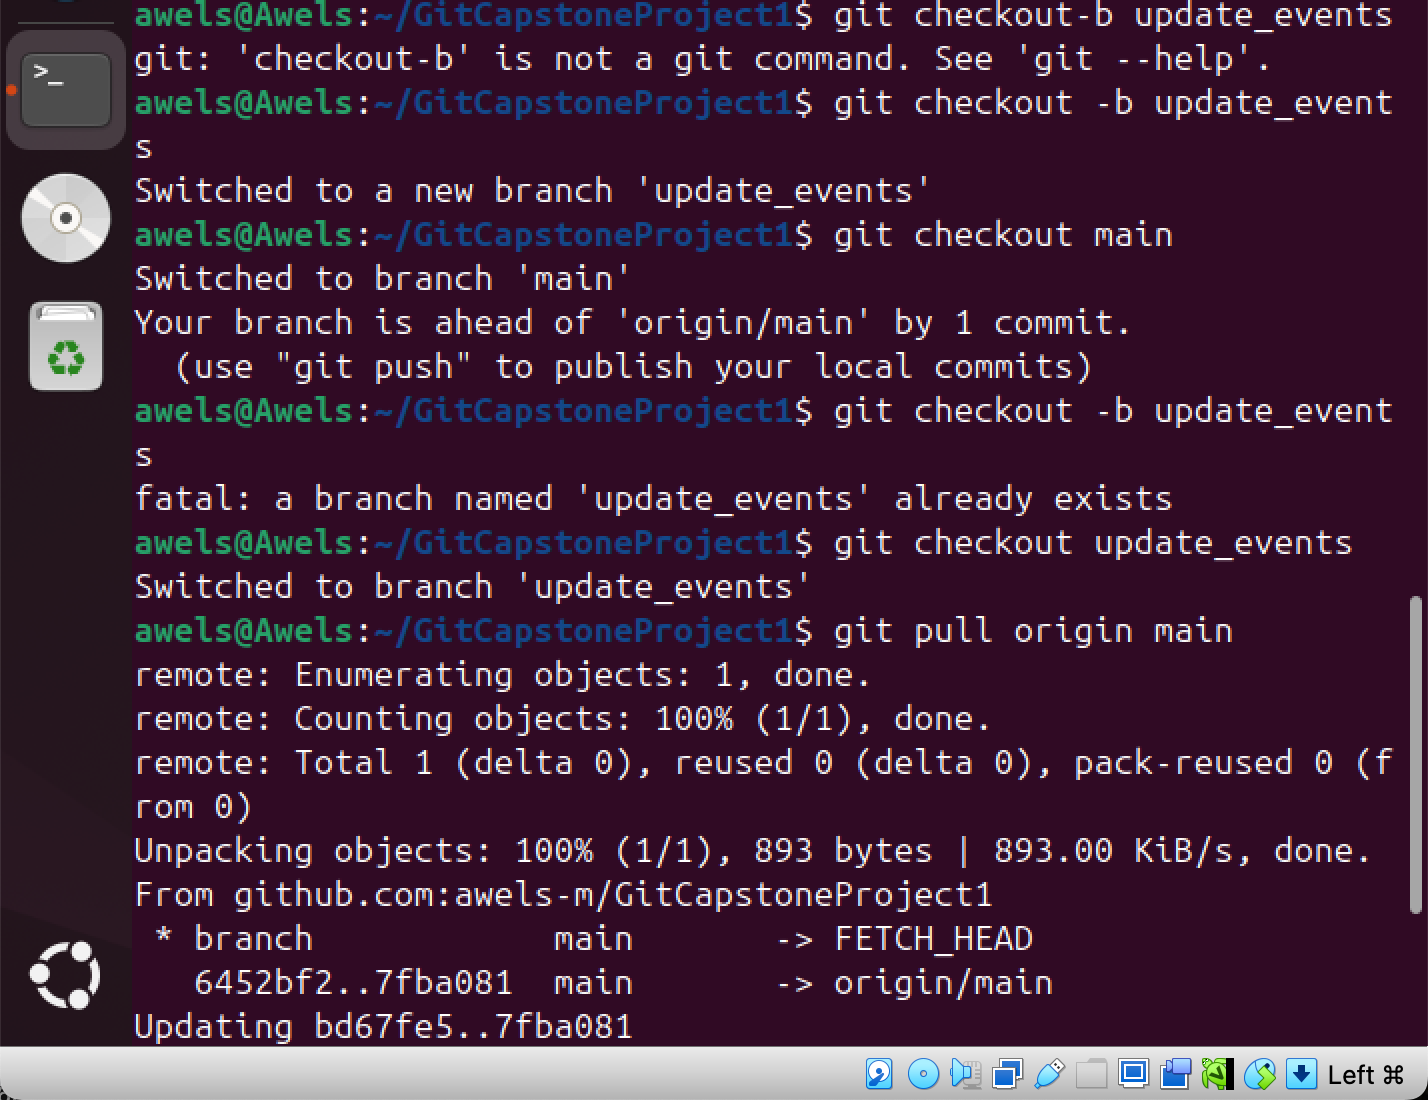 awels@Awels:~/GitCapstoneProject1$ git checkout-b update_events
git: 'checkout-b' is not a git command. See 'git --help'.
awels@Awels:~/GitCapstoneProject1$ git checkout -b update_event
s
Switched to a new branch 'update_events'
awels@Awels:~/GitCapstoneProject1$ git checkout main
Switched to branch 'main'
Your branch is ahead of 'origin/main' by 1 commit.
  (use "git push" to publish your local commits)
awels@Awels:~/GitCapstoneProject1$ git checkout -b update_event
s
fatal: a branch named 'update_events' already exists
awels@Awels:~/GitCapstoneProject1$ git checkout update_events
Switched to branch 'update_events'
awels@Awels:~/GitCapstoneProject1$ git pull origin main
remote: Enumerating objects: 1, done.
remote: Counting objects: 100% (1/1), done.
remote: Total 1 (delta 0), reused 0 (delta 0), pack-reused 0 (f
rom 0)
Unpacking objects: 100% (1/1), 893 bytes | 893.00 KiB/s, done.
From github.com:awels-m/GitCapstoneProject1
 * branch            main       -> FETCH_HEAD
   6452bf2..7fba081  main       -> origin/main
Updating bd67fe5..7fba081
Left ⌘